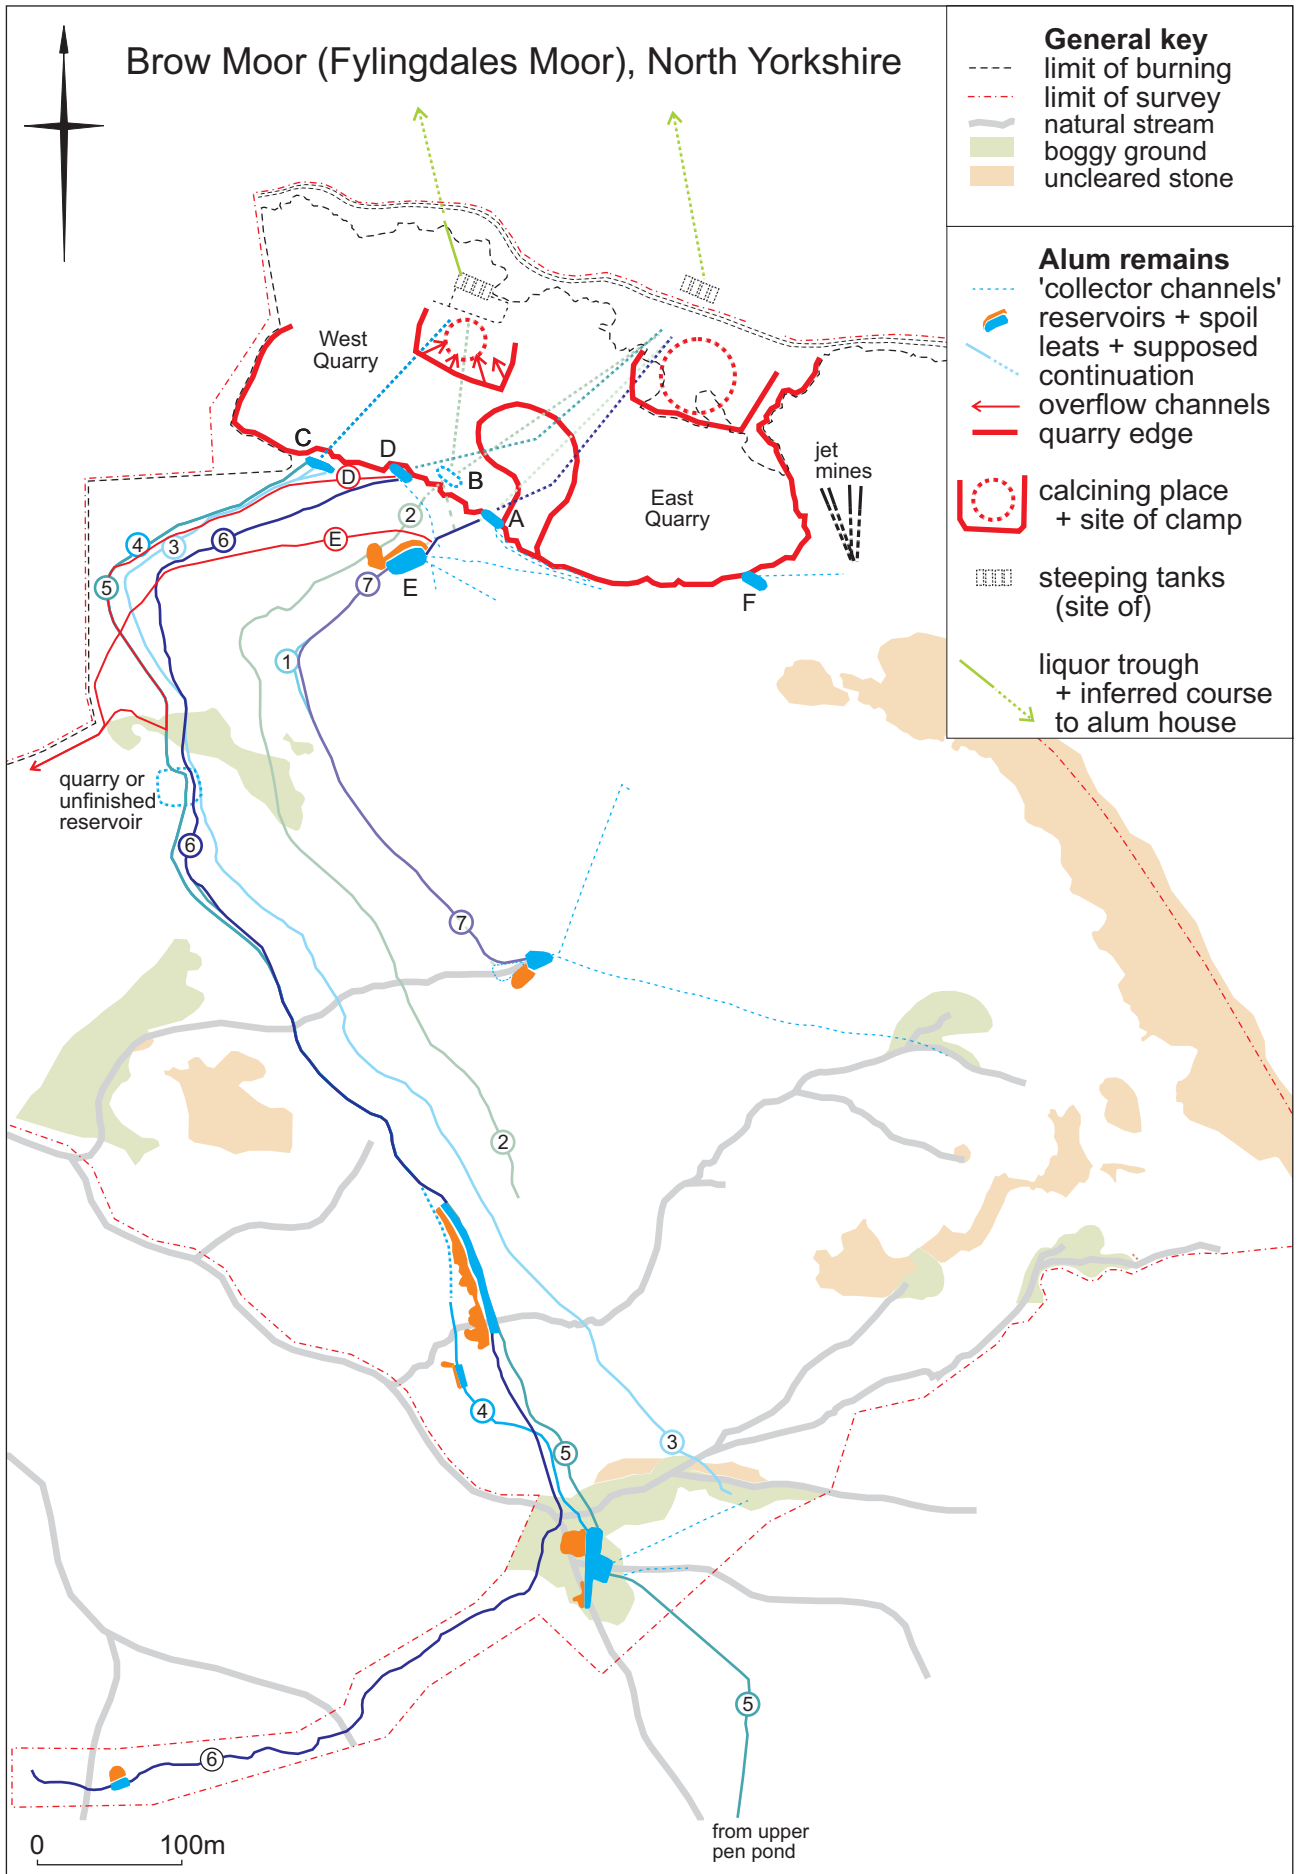 Brow Moor (Fylingdales Moor), North Yorkshire
General key
limit of burning
limit of survey
natural stream
boggy ground
uncleared stone
Alum remains
'collector channels'
reservoirs + spoil
leats + supposed
continuation
overflow channels
quarry edge
calcining place
+ site of clamp
steeping tanks
(site of)
liquor trough
+ inferred course
to alum house
West
Quarry
C
D
D
B
jet
mines
East
Quarry
A
2
4
3
6
E
E
7
5
F
1
quarry or
unfinished
reservoir
6
7
2
4
5
3
5
6
from upper
pen pond
0
100m